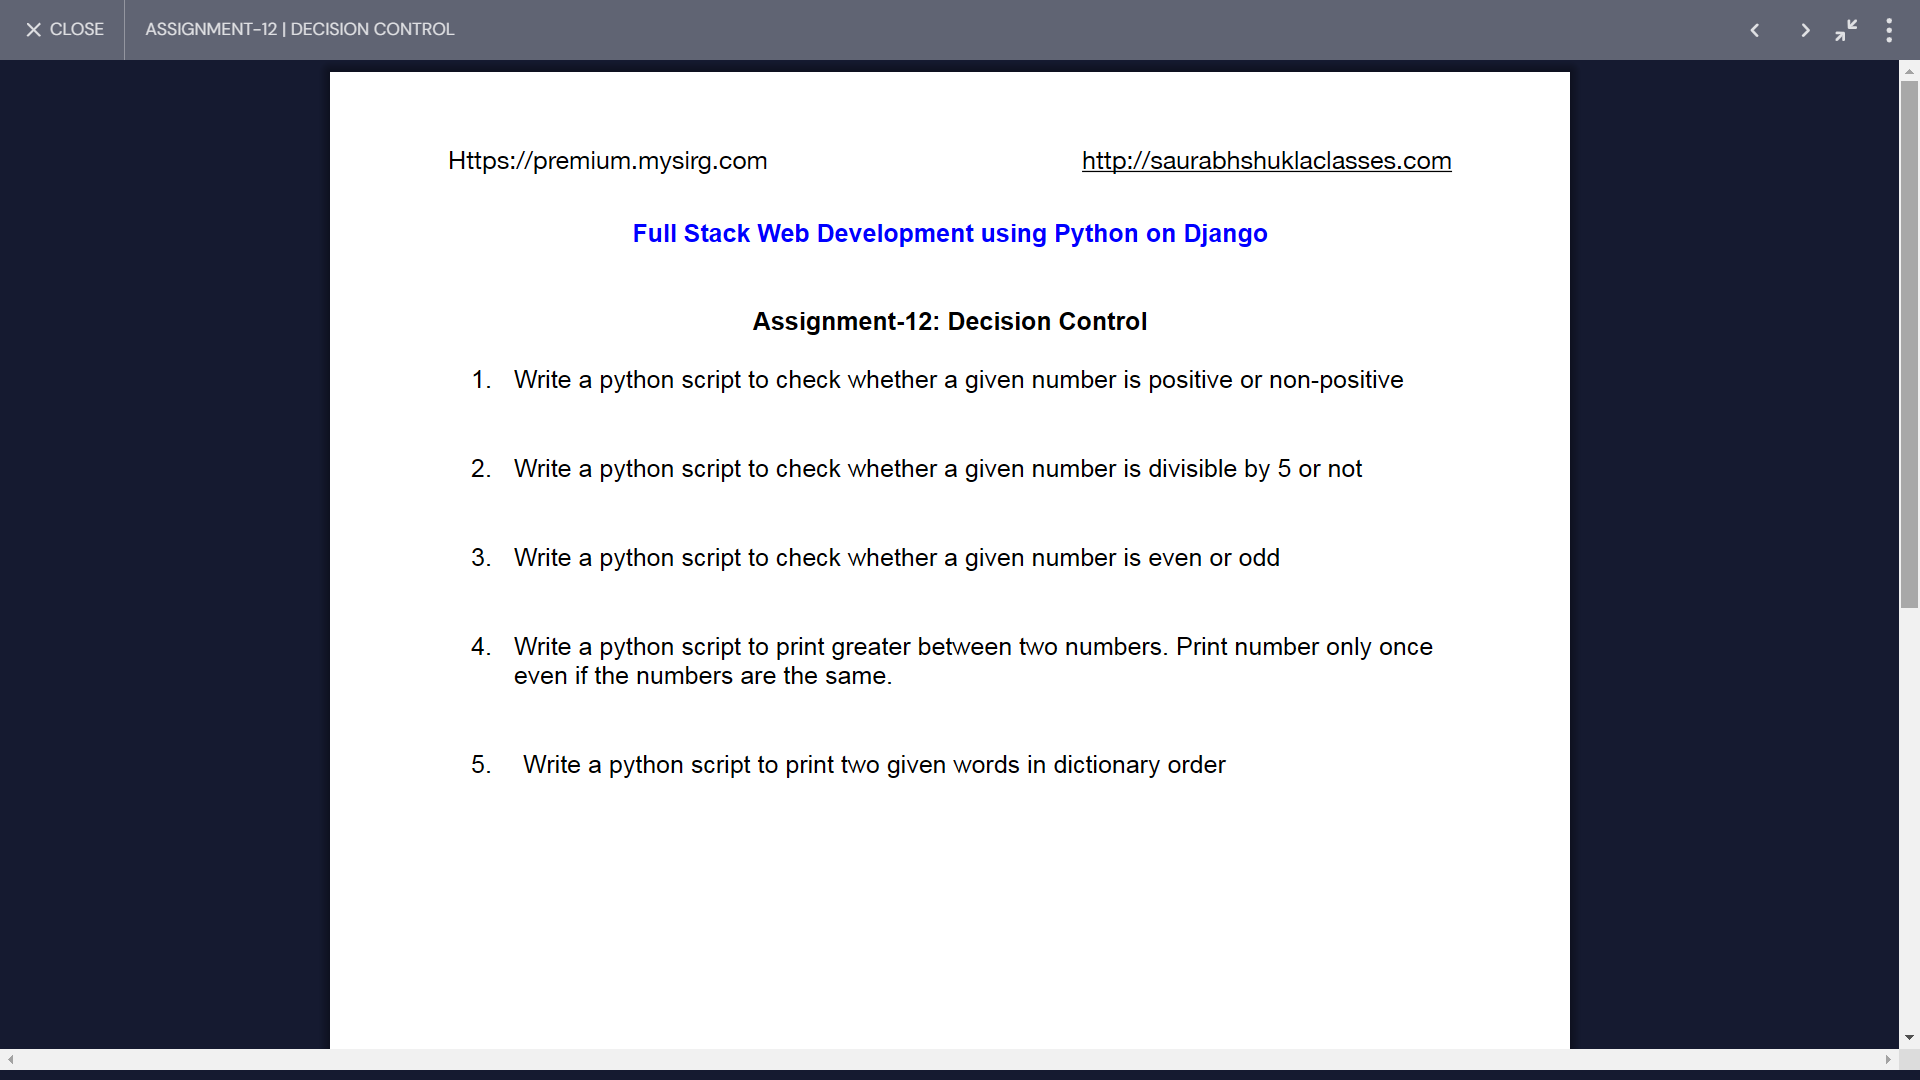 CLOSE
ASSIGNMENT-12 | DECISION CONTROL
Https://premium.mysirg.com
http://saurabhshuklaclasses.com
Full Stack Web Development using Python on Django
Assignment-12: Decision Control
1. Write a python script to check whether a given number is positive or non-positive
2. Write a python script to check whether a given number is divisible by 5 or not
3. Write a python script to check whether a given number is even or odd
4. Write a python script to print greater between two numbers. Print number only once
even if the numbers are the same.
5. Write a python script to print two given words in dictionary order